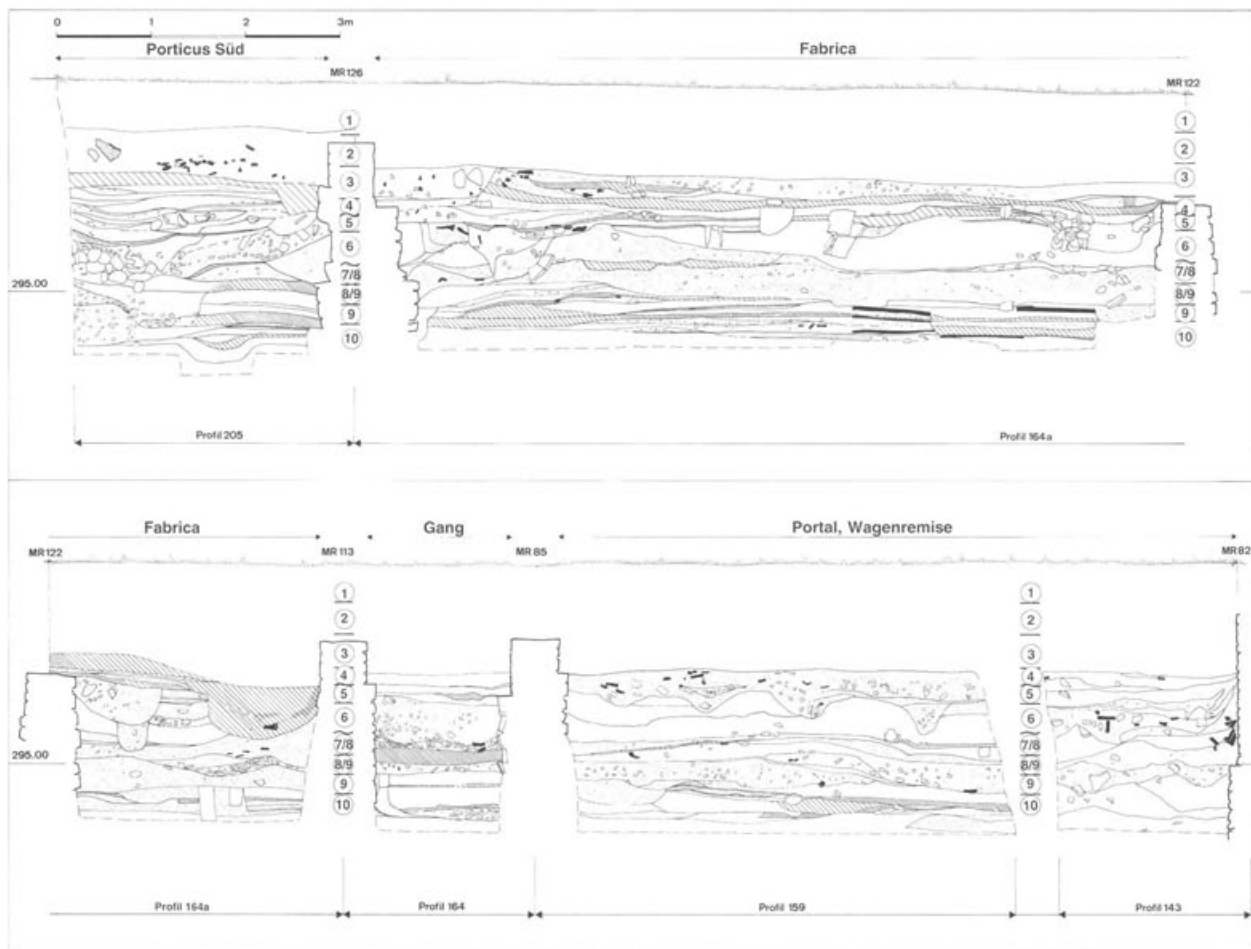 0 1 2 3m
Porticus Süd Fabrica
MR126 MR122
1 1
2 2
3 3
4 4
5 5
6 6
7/8 7/8
295.00 8/9 8/9
9 9
10 10
Profil 205 Profil 164a
Fabrica Gang Portal, Wagenremise
MR122 MR113 MR85 MR82
1 1
2 2
3 3
4 4
5 5
6 6
7/8 7/8
295.00 8/9 8/9
9 9
10 10
Profil 164a Profil 164 Profil 159 Profil 143